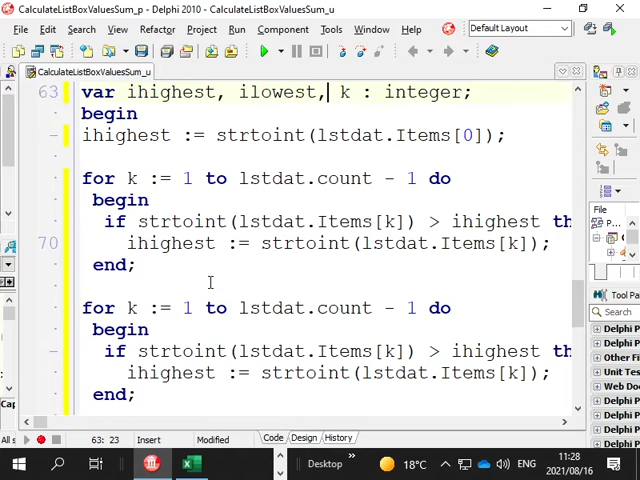 CalculateListBoxValuesSum_p - Delphi 2010 - CalculateListBoxValuesSum_u
File Edit Search View Refactor Project Run Component Tools Window Help Default Layout
CalculateListBoxValuesSum_u
63 var ihighest, ilowest, k : integer;
begin
ihighest := strtoint(lstdat.Items[0]);
for k := 1 to lstdat.count - 1 do
begin
if strtoint(lstdat.Items[k]) > ihighest th
70 ihighest := strtoint(lstdat.Items[k]);
end;
for k := 1 to lstdat.count - 1 do
begin
if strtoint(lstdat.Items[k]) > ihighest th
ihighest := strtoint(lstdat.Items[k]);
end;
File
P...
Tool Pal
Search
Delphi P
Delphi P
Other Fi
Unit Tes
Web Doc
Delphi P
Delphi P
Delphi P
Delphi P
Delphi P
Cap
All s 63: 23 Insert Modified Code Design History
Desktop 18°C ENG 11:28
2021/08/16